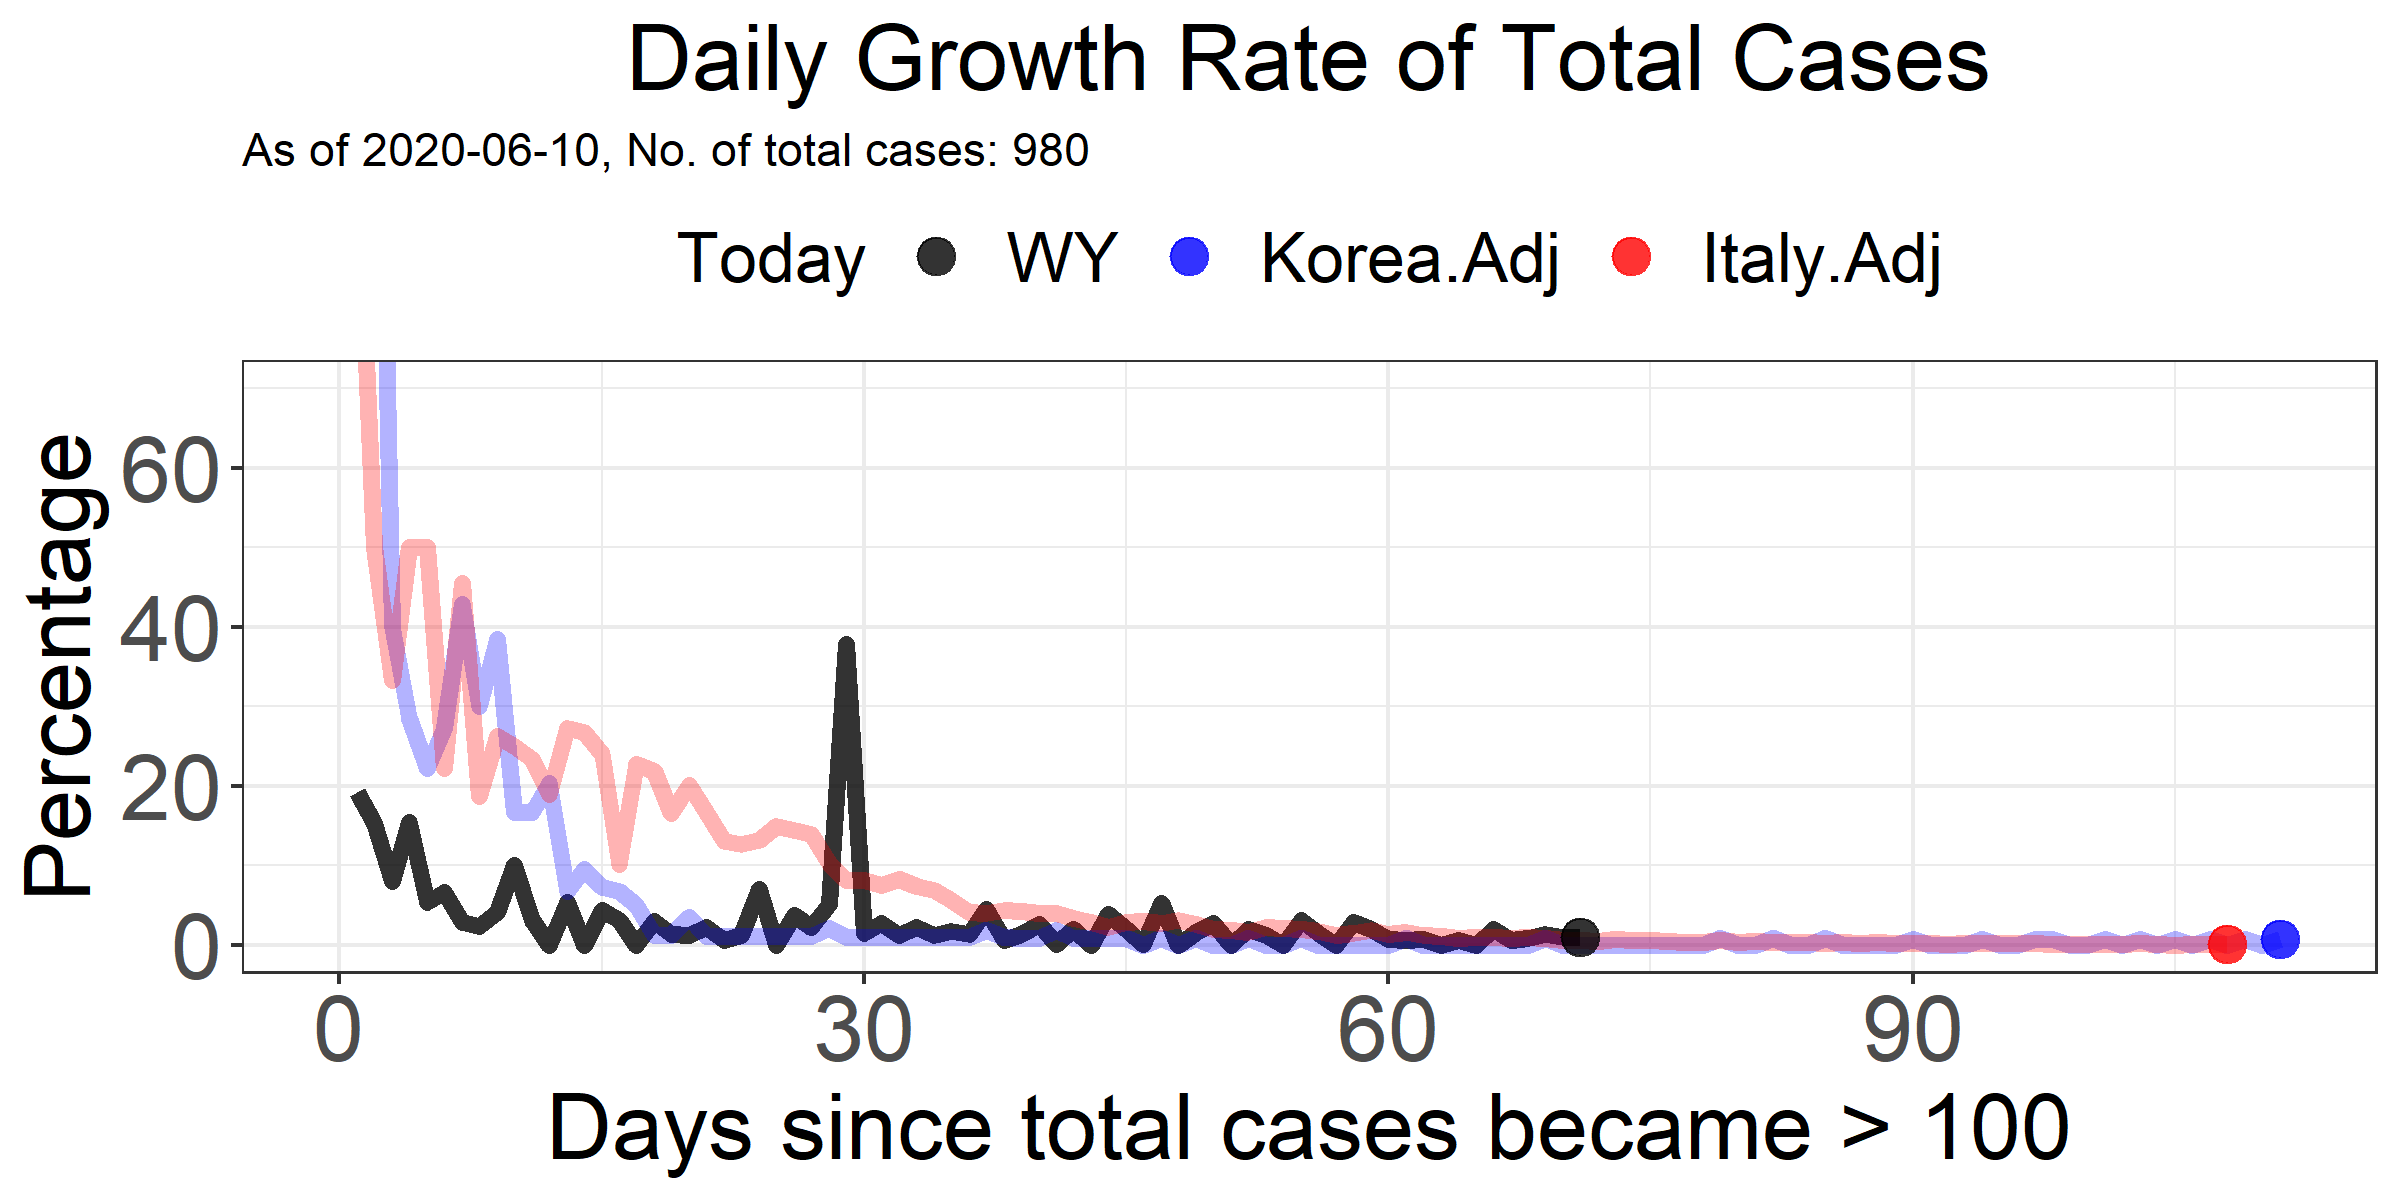 Daily Growth Rate of Total Cases
As of 2020-06-10, No. of total cases: 980
Today WY Korea.Adj Italy.Adj
Percentage
60
40
20
0
0 30 60 90
Days since total cases became > 100